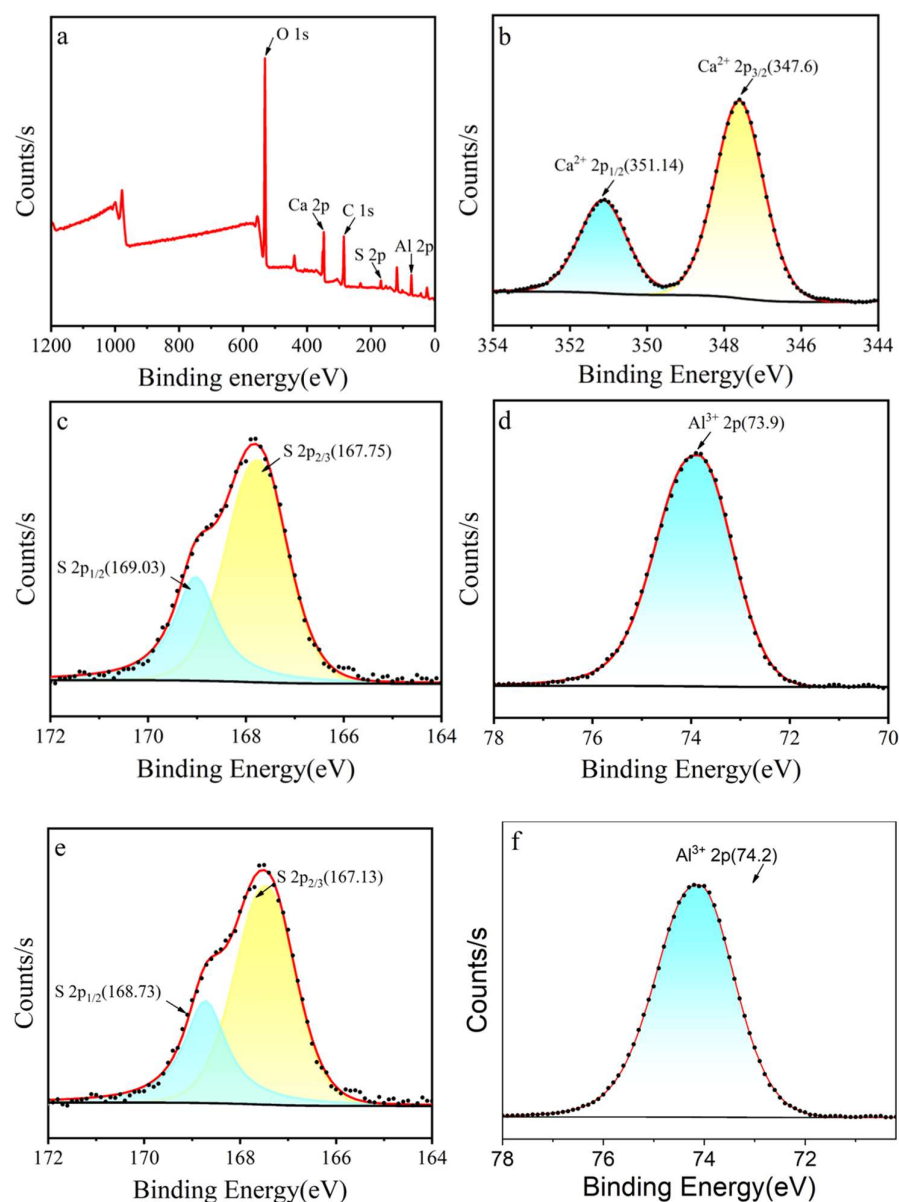 a
O 1s
Ca 2p
C 1s
S 2p
Al 2p
Counts/s
1200 1000 800 600 400 200 0
Binding energy(eV)
b
Ca²⁺ 2p₃/₂(347.6)
Ca²⁺ 2p₁/₂(351.14)
Counts/s
354 352 350 348 346 344
Binding Energy(eV)
c
S 2p₂/₃(167.75)
S 2p₁/₂(169.03)
Counts/s
172 170 168 166 164
Binding Energy(eV)
d
Al³⁺ 2p(73.9)
Counts/s
78 76 74 72 70
Binding Energy(eV)
e
S 2p₂/₃(167.13)
S 2p₁/₂(168.73)
Counts/s
172 170 168 166 164
Binding Energy(eV)
f
Al³⁺ 2p(74.2)
Counts/s
78 76 74 72
Binding Energy(eV)